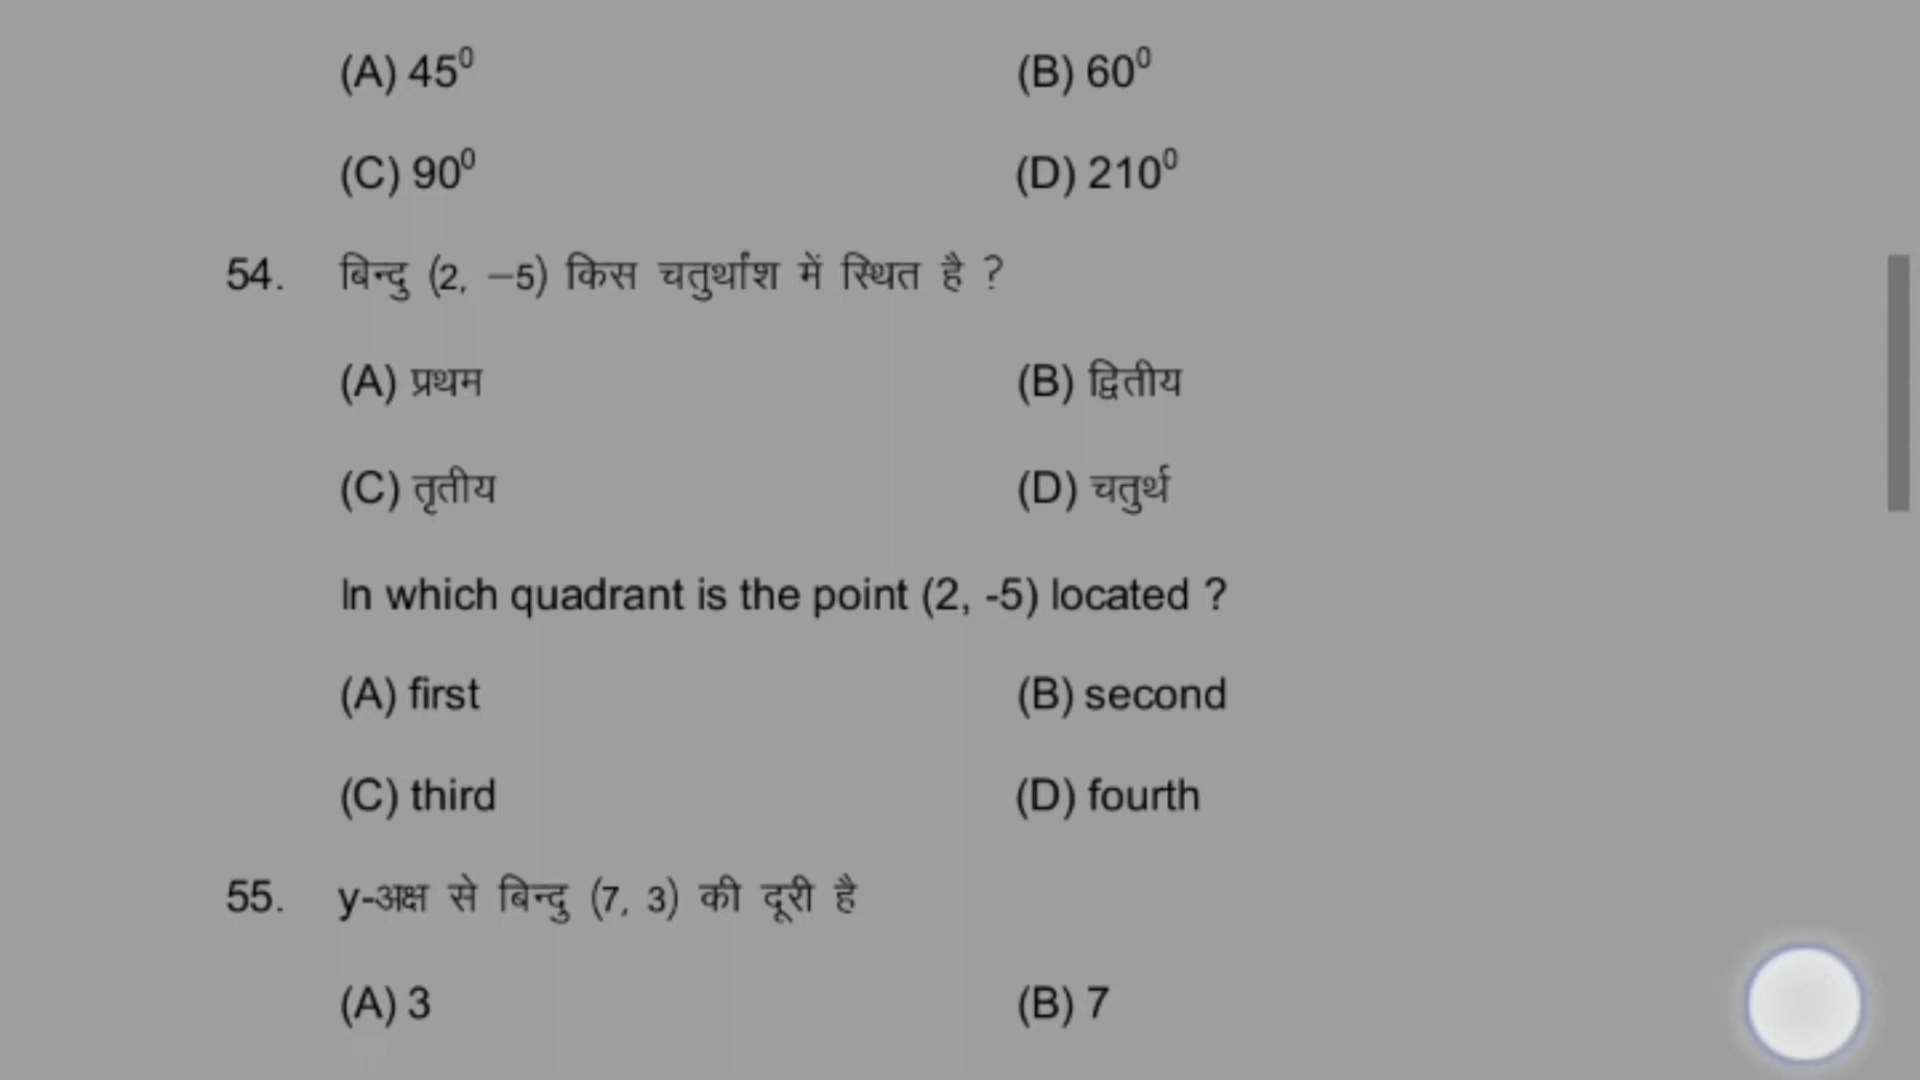 (A) 45⁰ (B) 60⁰
(C) 90⁰ (D) 210⁰
54. बिन्दु (2, –5) किस चतुर्थांश में स्थित है ?
(A) प्रथम (B) द्वितीय
(C) तृतीय (D) चतुर्थ
In which quadrant is the point (2, -5) located ?
(A) first (B) second
(C) third (D) fourth
55. y-अक्ष से बिन्दु (7, 3) की दूरी है
(A) 3 (B) 7